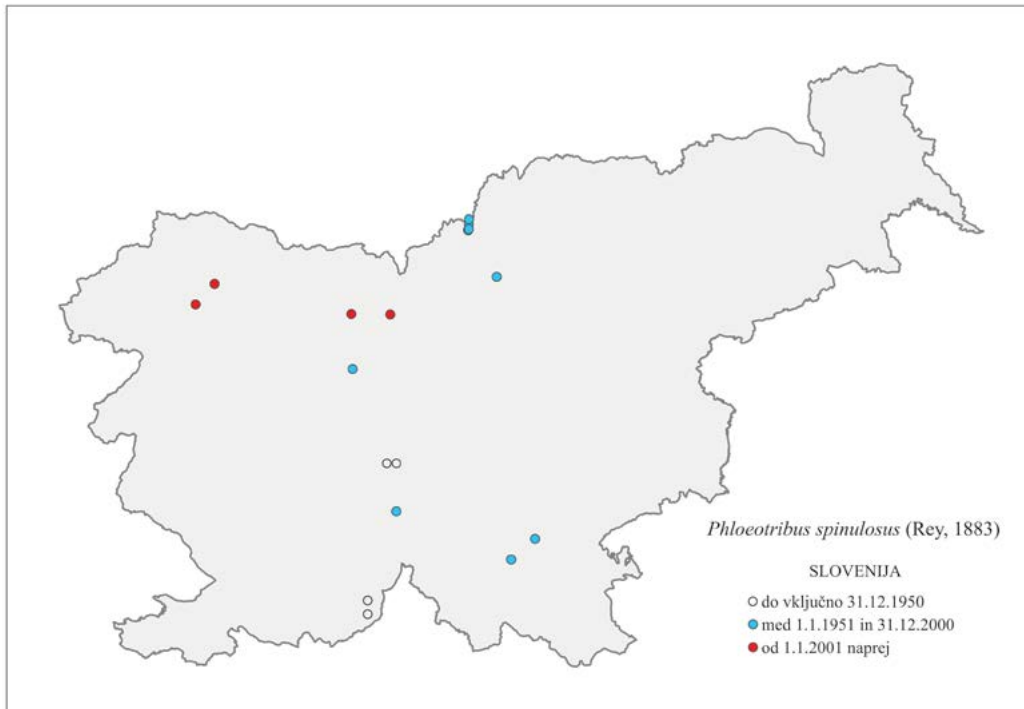 Phloeotribus spinulosus (Rey, 1883)
SLOVENIJA
do vključno 31.12.1950
med 1.1.1951 in 31.12.2000
od 1.1.2001 naprej